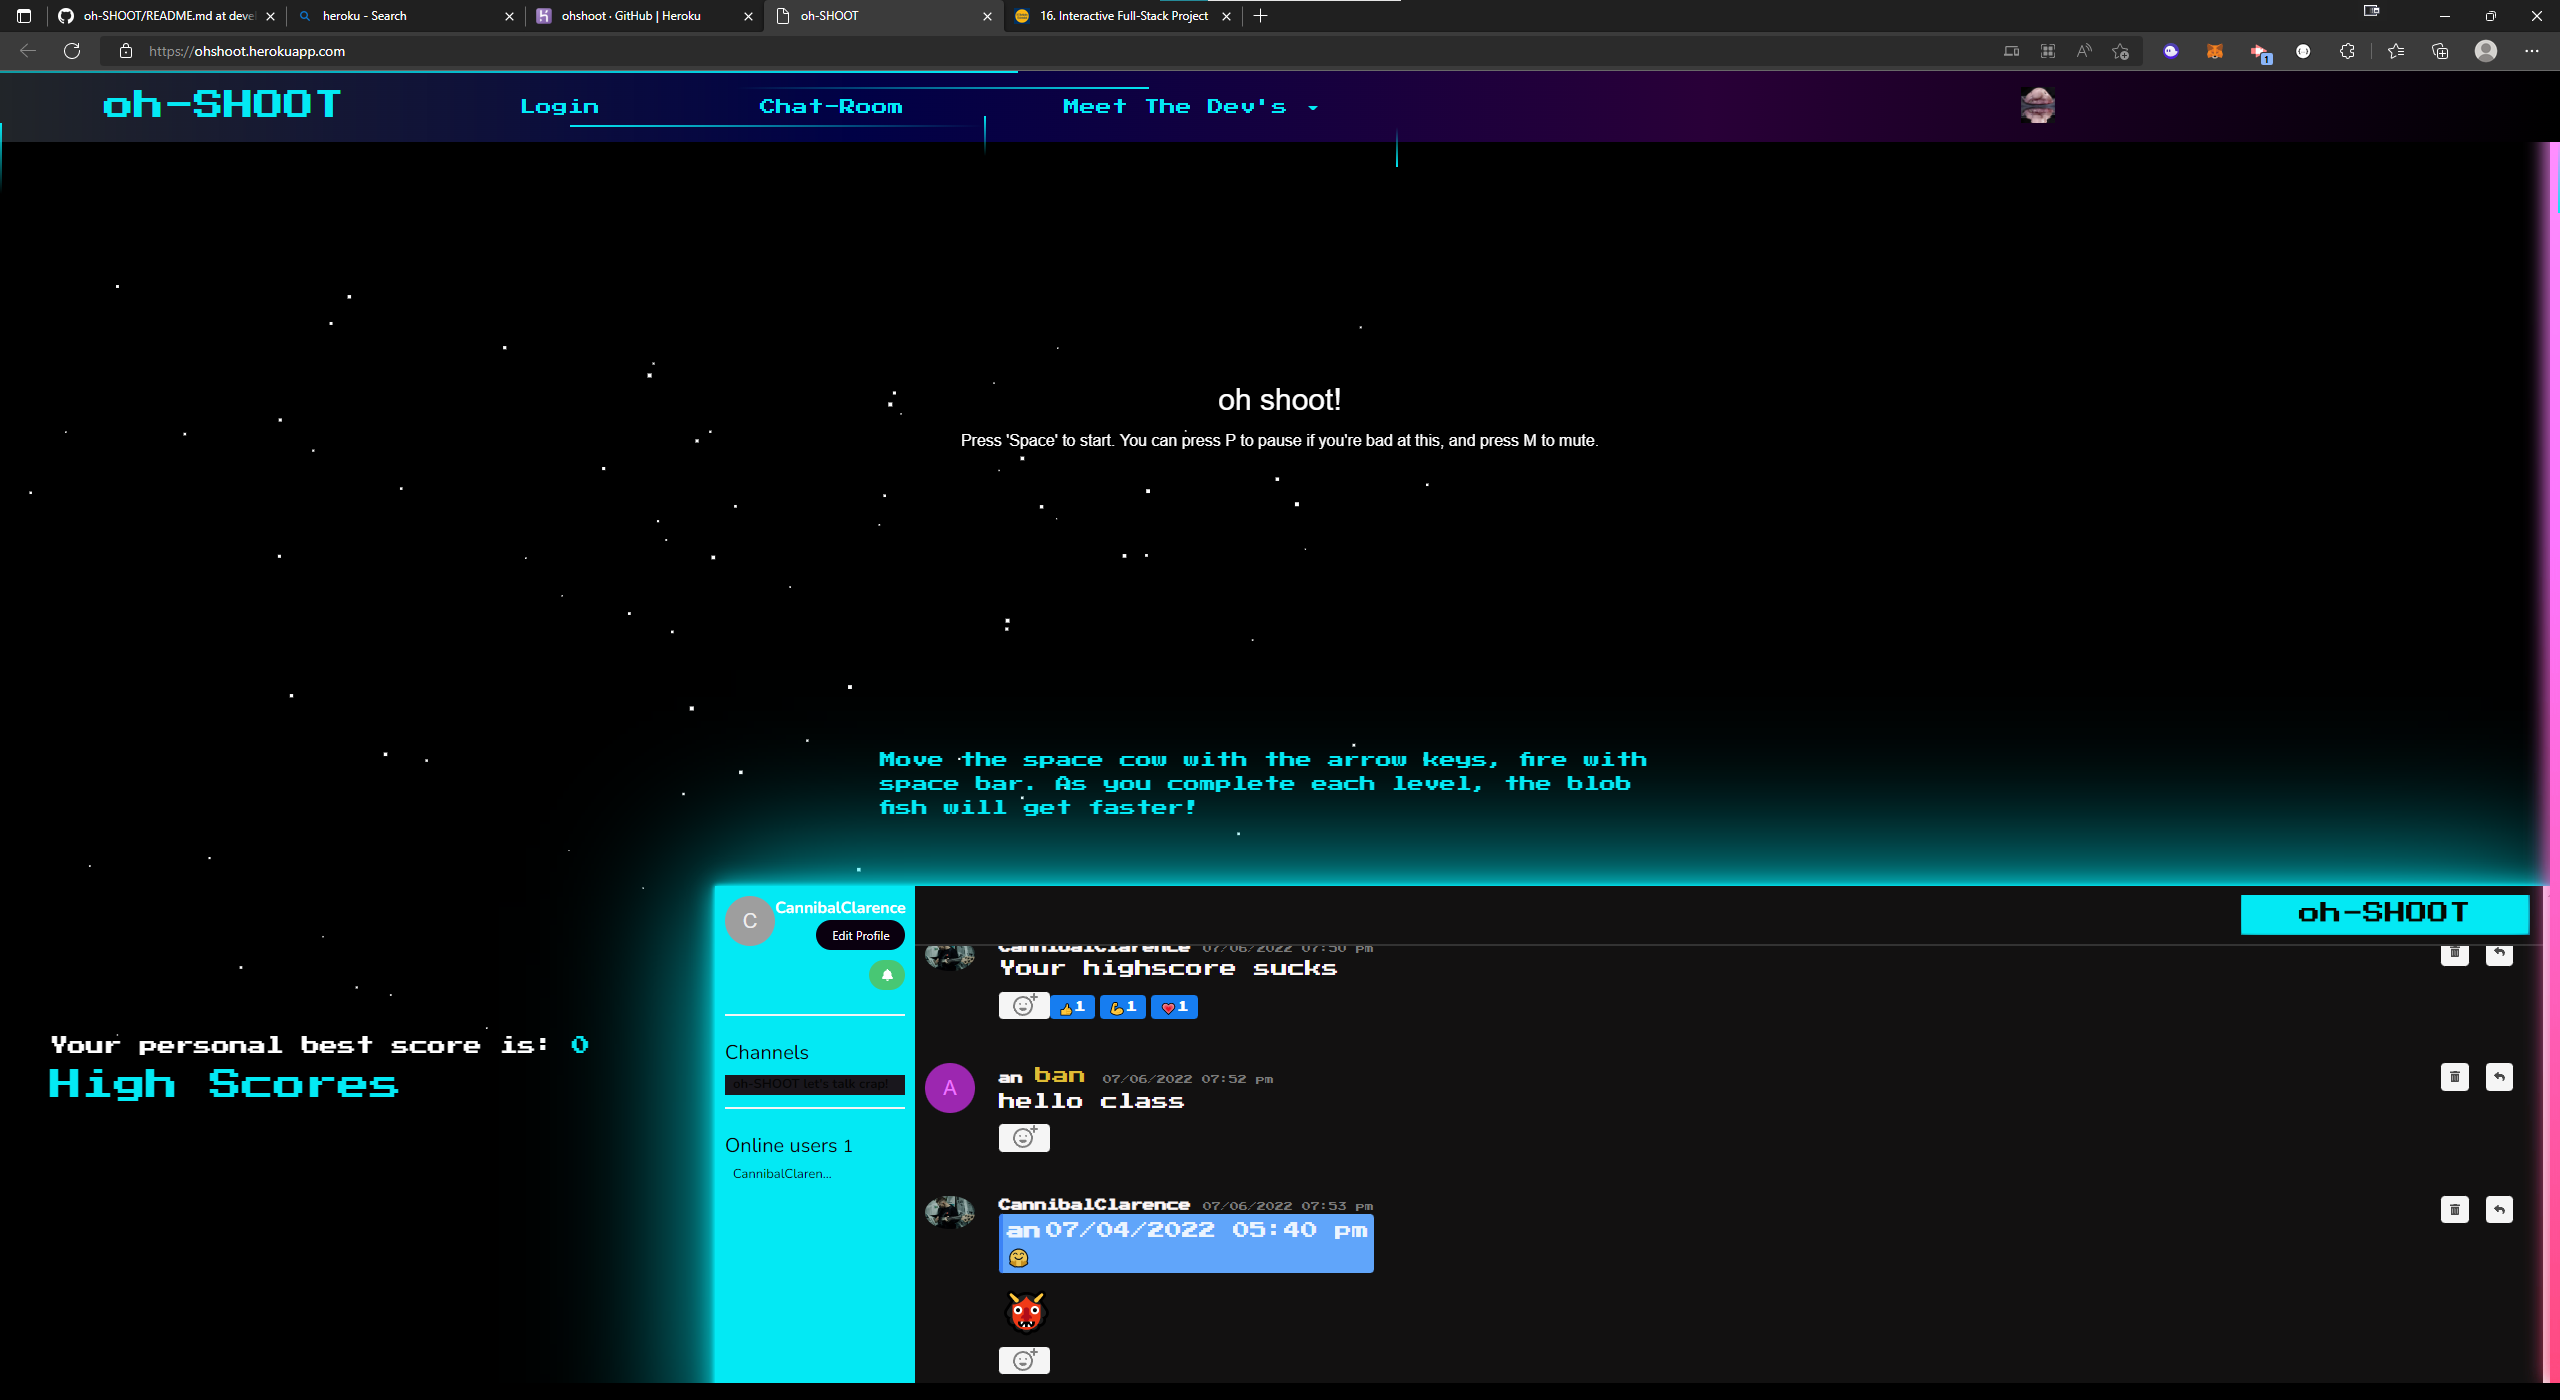 oh-SHOOT/README.md at deve
heroku - Search
ohshoot · GitHub | Heroku
oh-SHOOT
16. Interactive Full-Stack Project
https://ohshoot.herokuapp.com
1
oh-SHOOT
Login
Chat-Room
Meet The Dev's
oh shoot!
Press 'Space' to start. You can press P to pause if you're bad at this, and press M to mute.
Move the space cow with the arrow keys, fire with
space bar. As you complete each level, the blob
fish will get faster!
Your personal best score is: 0
High Scores
C
CannibalClarence
Edit Profile
Channels
oh-SHOOT let's talk crap!
Online users 1
CannibalClaren...
oh-SHOOT
CannibalClarence 07/06/2022 07:50 pm
Your highscore sucks
👍1 💪1 💗1
A
an ban 07/06/2022 07:52 pm
hello class
CannibalClarence 07/06/2022 07:53 pm
an 07/04/2022 05:40 pm